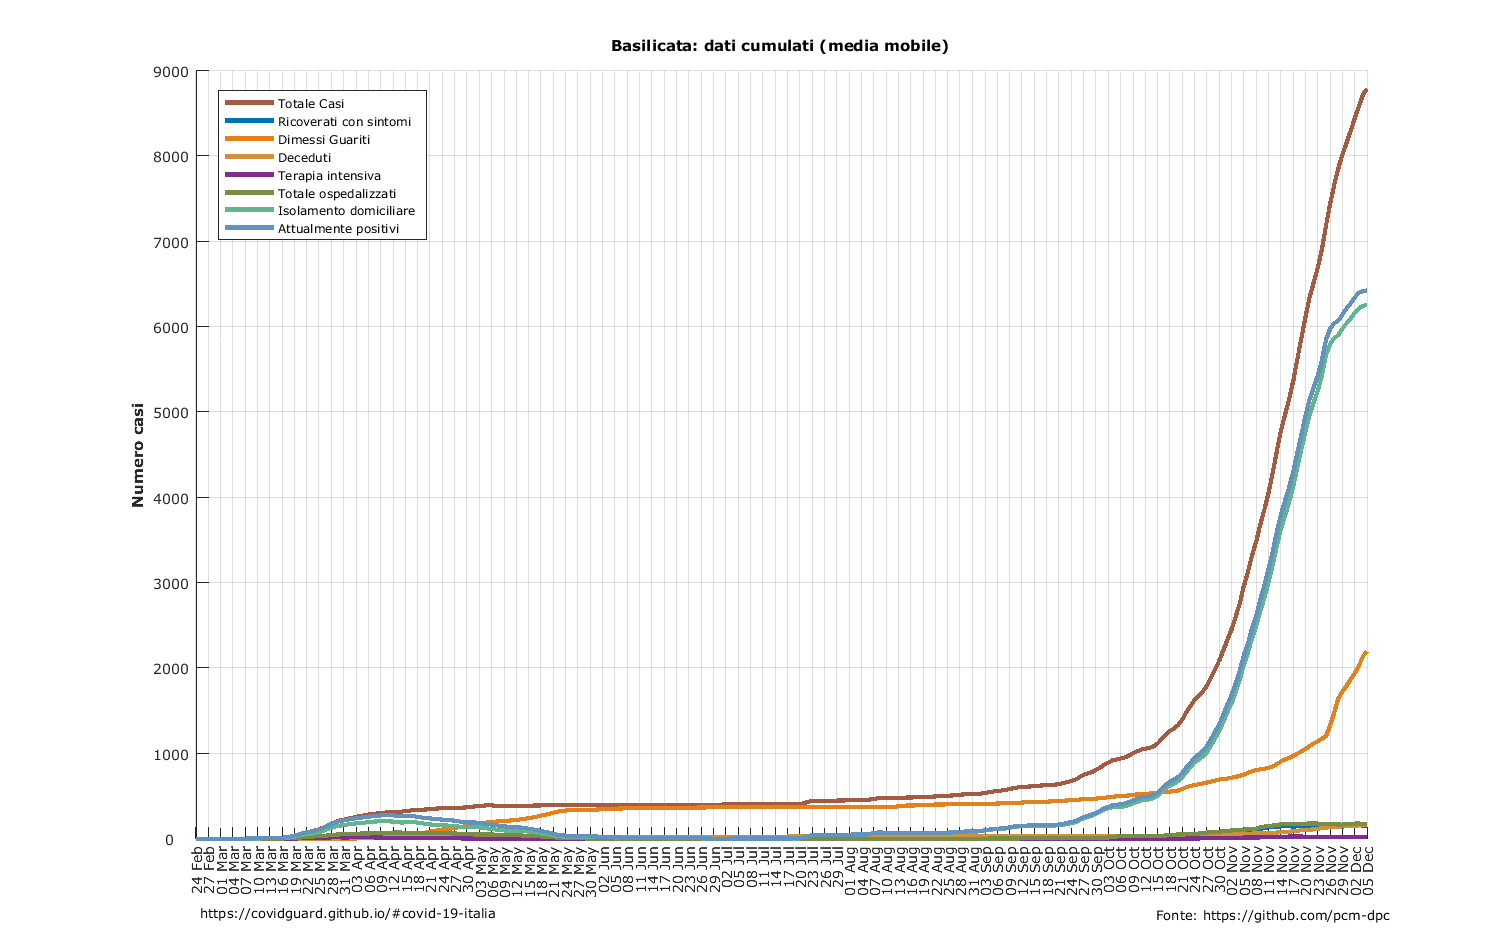 Basilicata: dati cumulati (media mobile)
9000
8000
7000
6000
5000
4000
3000
2000
1000
0
Numero casi
Totale Casi
Ricoverati con sintomi
Dimessi Guariti
Deceduti
Terapia intensiva
Totale ospedalizzati
Isolamento domiciliare
Attualmente positivi
24 Feb
27 Feb
01 Mar
04 Mar
07 Mar
10 Mar
13 Mar
16 Mar
19 Mar
22 Mar
25 Mar
28 Mar
31 Mar
03 Apr
06 Apr
09 Apr
12 Apr
15 Apr
18 Apr
21 Apr
24 Apr
27 Apr
30 Apr
03 May
06 May
09 May
12 May
15 May
18 May
21 May
24 May
27 May
30 May
02 Jun
05 Jun
08 Jun
11 Jun
14 Jun
17 Jun
20 Jun
23 Jun
26 Jun
29 Jun
02 Jul
05 Jul
08 Jul
11 Jul
14 Jul
17 Jul
20 Jul
23 Jul
26 Jul
29 Jul
01 Aug
04 Aug
07 Aug
10 Aug
13 Aug
16 Aug
19 Aug
22 Aug
25 Aug
28 Aug
31 Aug
03 Sep
06 Sep
09 Sep
12 Sep
15 Sep
18 Sep
21 Sep
24 Sep
27 Sep
30 Sep
03 Oct
06 Oct
09 Oct
12 Oct
15 Oct
18 Oct
21 Oct
24 Oct
27 Oct
30 Oct
02 Nov
05 Nov
08 Nov
11 Nov
14 Nov
17 Nov
20 Nov
23 Nov
26 Nov
29 Nov
02 Dec
05 Dec
https://covidguard.github.io/#covid-19-italia
Fonte: https://github.com/pcm-dpc